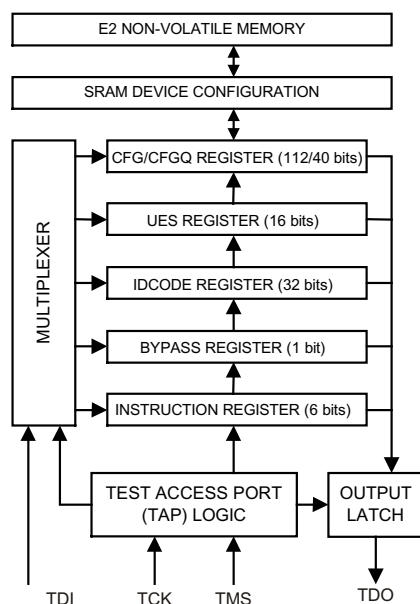 E2 NON-VOLATILE MEMORY
SRAM DEVICE CONFIGURATION
MULTIPLEXER
CFG/CFGQ REGISTER (112/40 bits)
UES REGISTER (16 bits)
IDCODE REGISTER (32 bits)
BYPASS REGISTER (1 bit)
INSTRUCTION REGISTER (6 bits)
TEST ACCESS PORT
(TAP) LOGIC
OUTPUT
LATCH
TDI
TCK
TMS
TDO